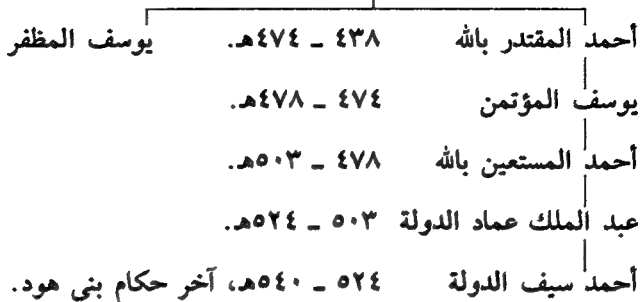 أحمد المقتدر بالله ٤٣٨ ـ ٤٧٤هـ. يوسف المظفر
يوسف المؤتمن ٤٧٤ ـ ٤٧٨هـ.
أحمد المستعين بالله ٤٧٨ ـ ٥٠٣هـ.
عبد الملك عماد الدولة ٥٠٣ ـ ٥٢٤هـ.
أحمد سيف الدولة ٥٢٤ ـ ٥٤٠هـ، آخر حكام بني هود.